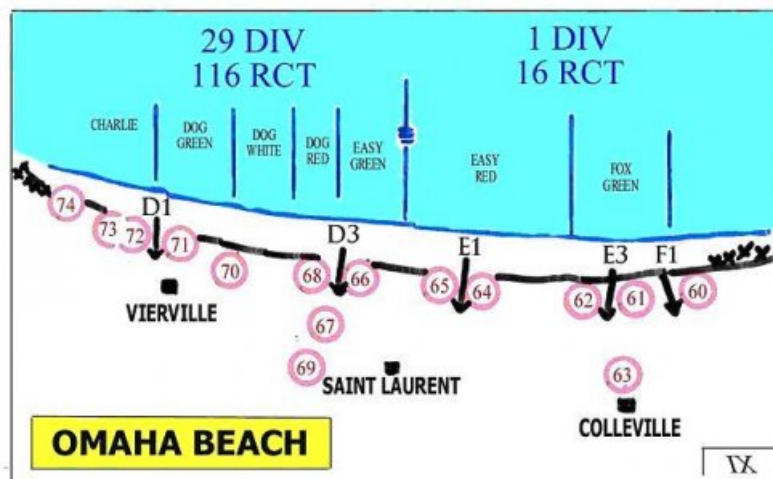 29 DIV
116 RCT
1 DIV
16 RCT
CHARLIE
DOG
GREEN
DOG
WHITE
DOG
RED
EASY
GREEN
EASY
RED
FOX
GREEN
74
73
72
D1
71
70
68
D3
66
65
E1
64
62
E3
61
F1
60
67
69
63
VIERVILLE
SAINT LAURENT
COLLEVILLE
OMAHA BEACH